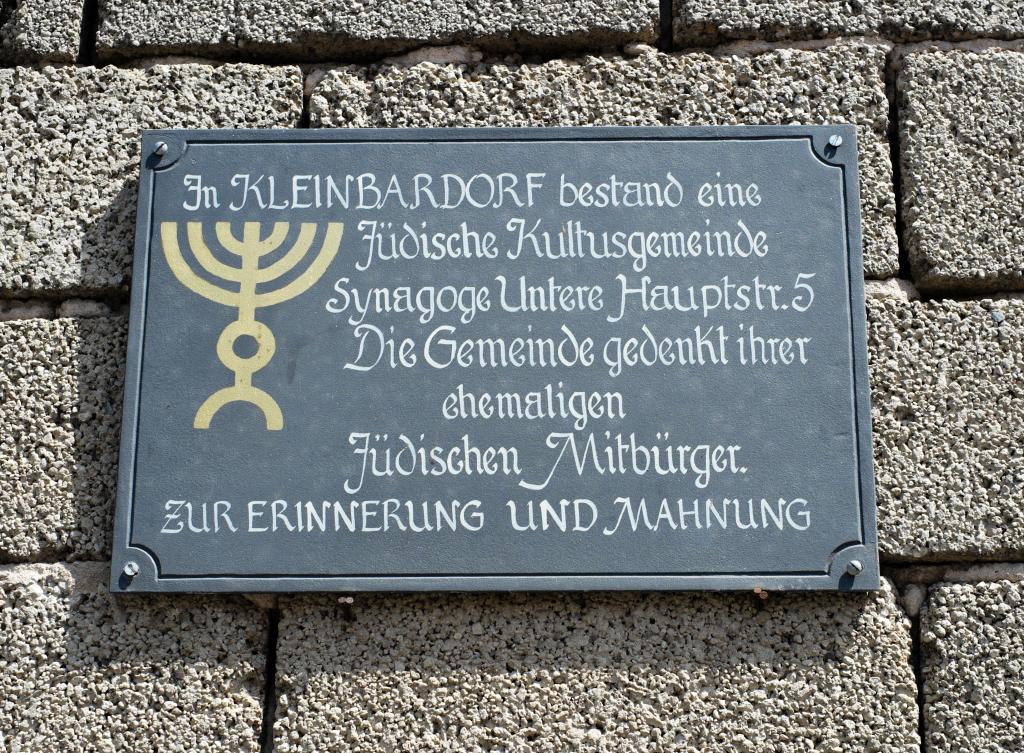 In KLEINBARDORF bestand eine
Jüdische Kultusgemeinde
Synagoge Untere Hauptstr. 5
Die Gemeinde gedenkt ihrer
ehemaligen
Jüdischen Mitbürger.
ZUR ERINNERUNG UND MAHNUNG